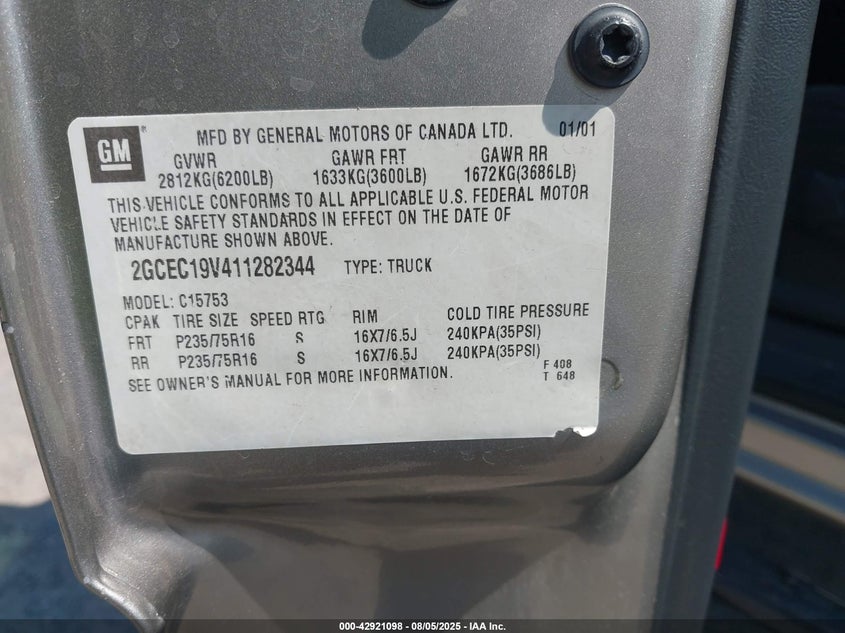 GM ® MFD BY GENERAL MOTORS OF CANADA LTD. 01/01
GVWR GAWR FRT GAWR RR
2812KG(6200LB) 1633KG(3600LB) 1672KG(3686LB)
THIS VEHICLE CONFORMS TO ALL APPLICABLE U.S. FEDERAL MOTOR
VEHICLE SAFETY STANDARDS IN EFFECT ON THE DATE OF
MANUFACTURE SHOWN ABOVE.
2GCEC19V411282344 TYPE: TRUCK
MODEL: C15753
CPAK TIRE SIZE SPEED RTG RIM COLD TIRE PRESSURE
FRT P235/75R16 S 16X7/6.5J 240KPA(35PSI)
RR P235/75R16 S 16X7/6.5J 240KPA(35PSI)
SEE OWNER'S MANUAL FOR MORE INFORMATION.
F 408
T 648
000-42921098 - 08/05/2025 - IAA Inc.